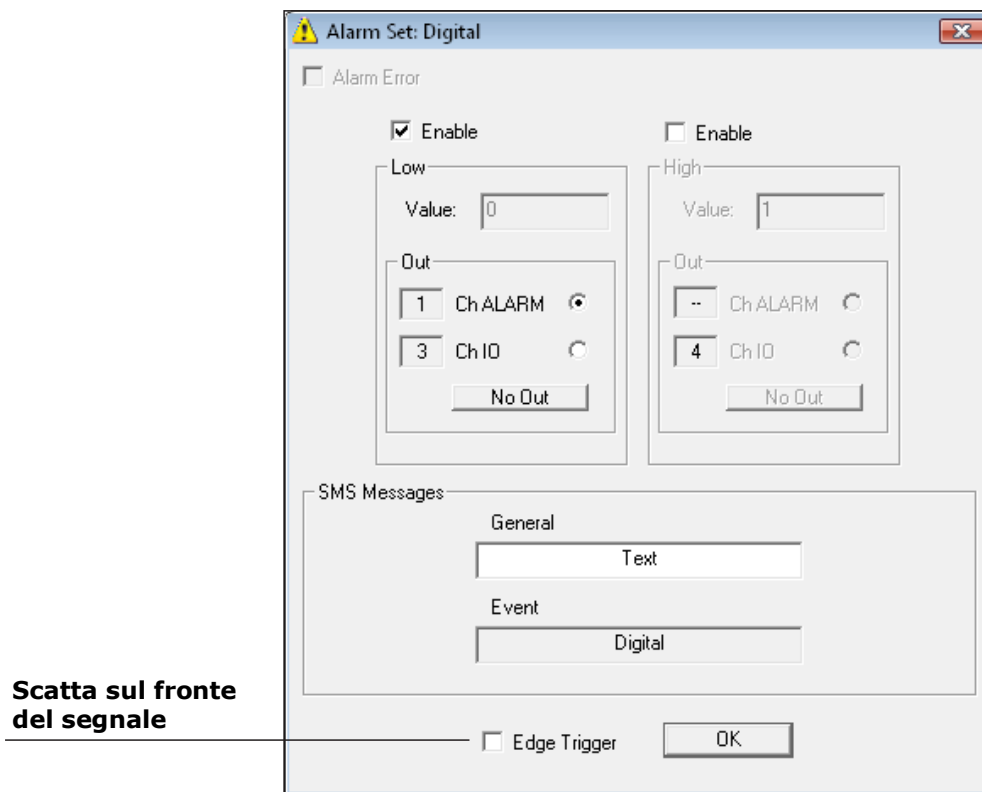 Alarm Set: Digital
Alarm Error
Enable
Enable
Low
High
Value: 0
Value: 1
Out
Out
1 Ch ALARM
-- Ch ALARM
3 Ch IO
4 Ch IO
No Out
No Out
SMS Messages
General
Text
Event
Digital
Scatta sul fronte
del segnale
Edge Trigger
OK